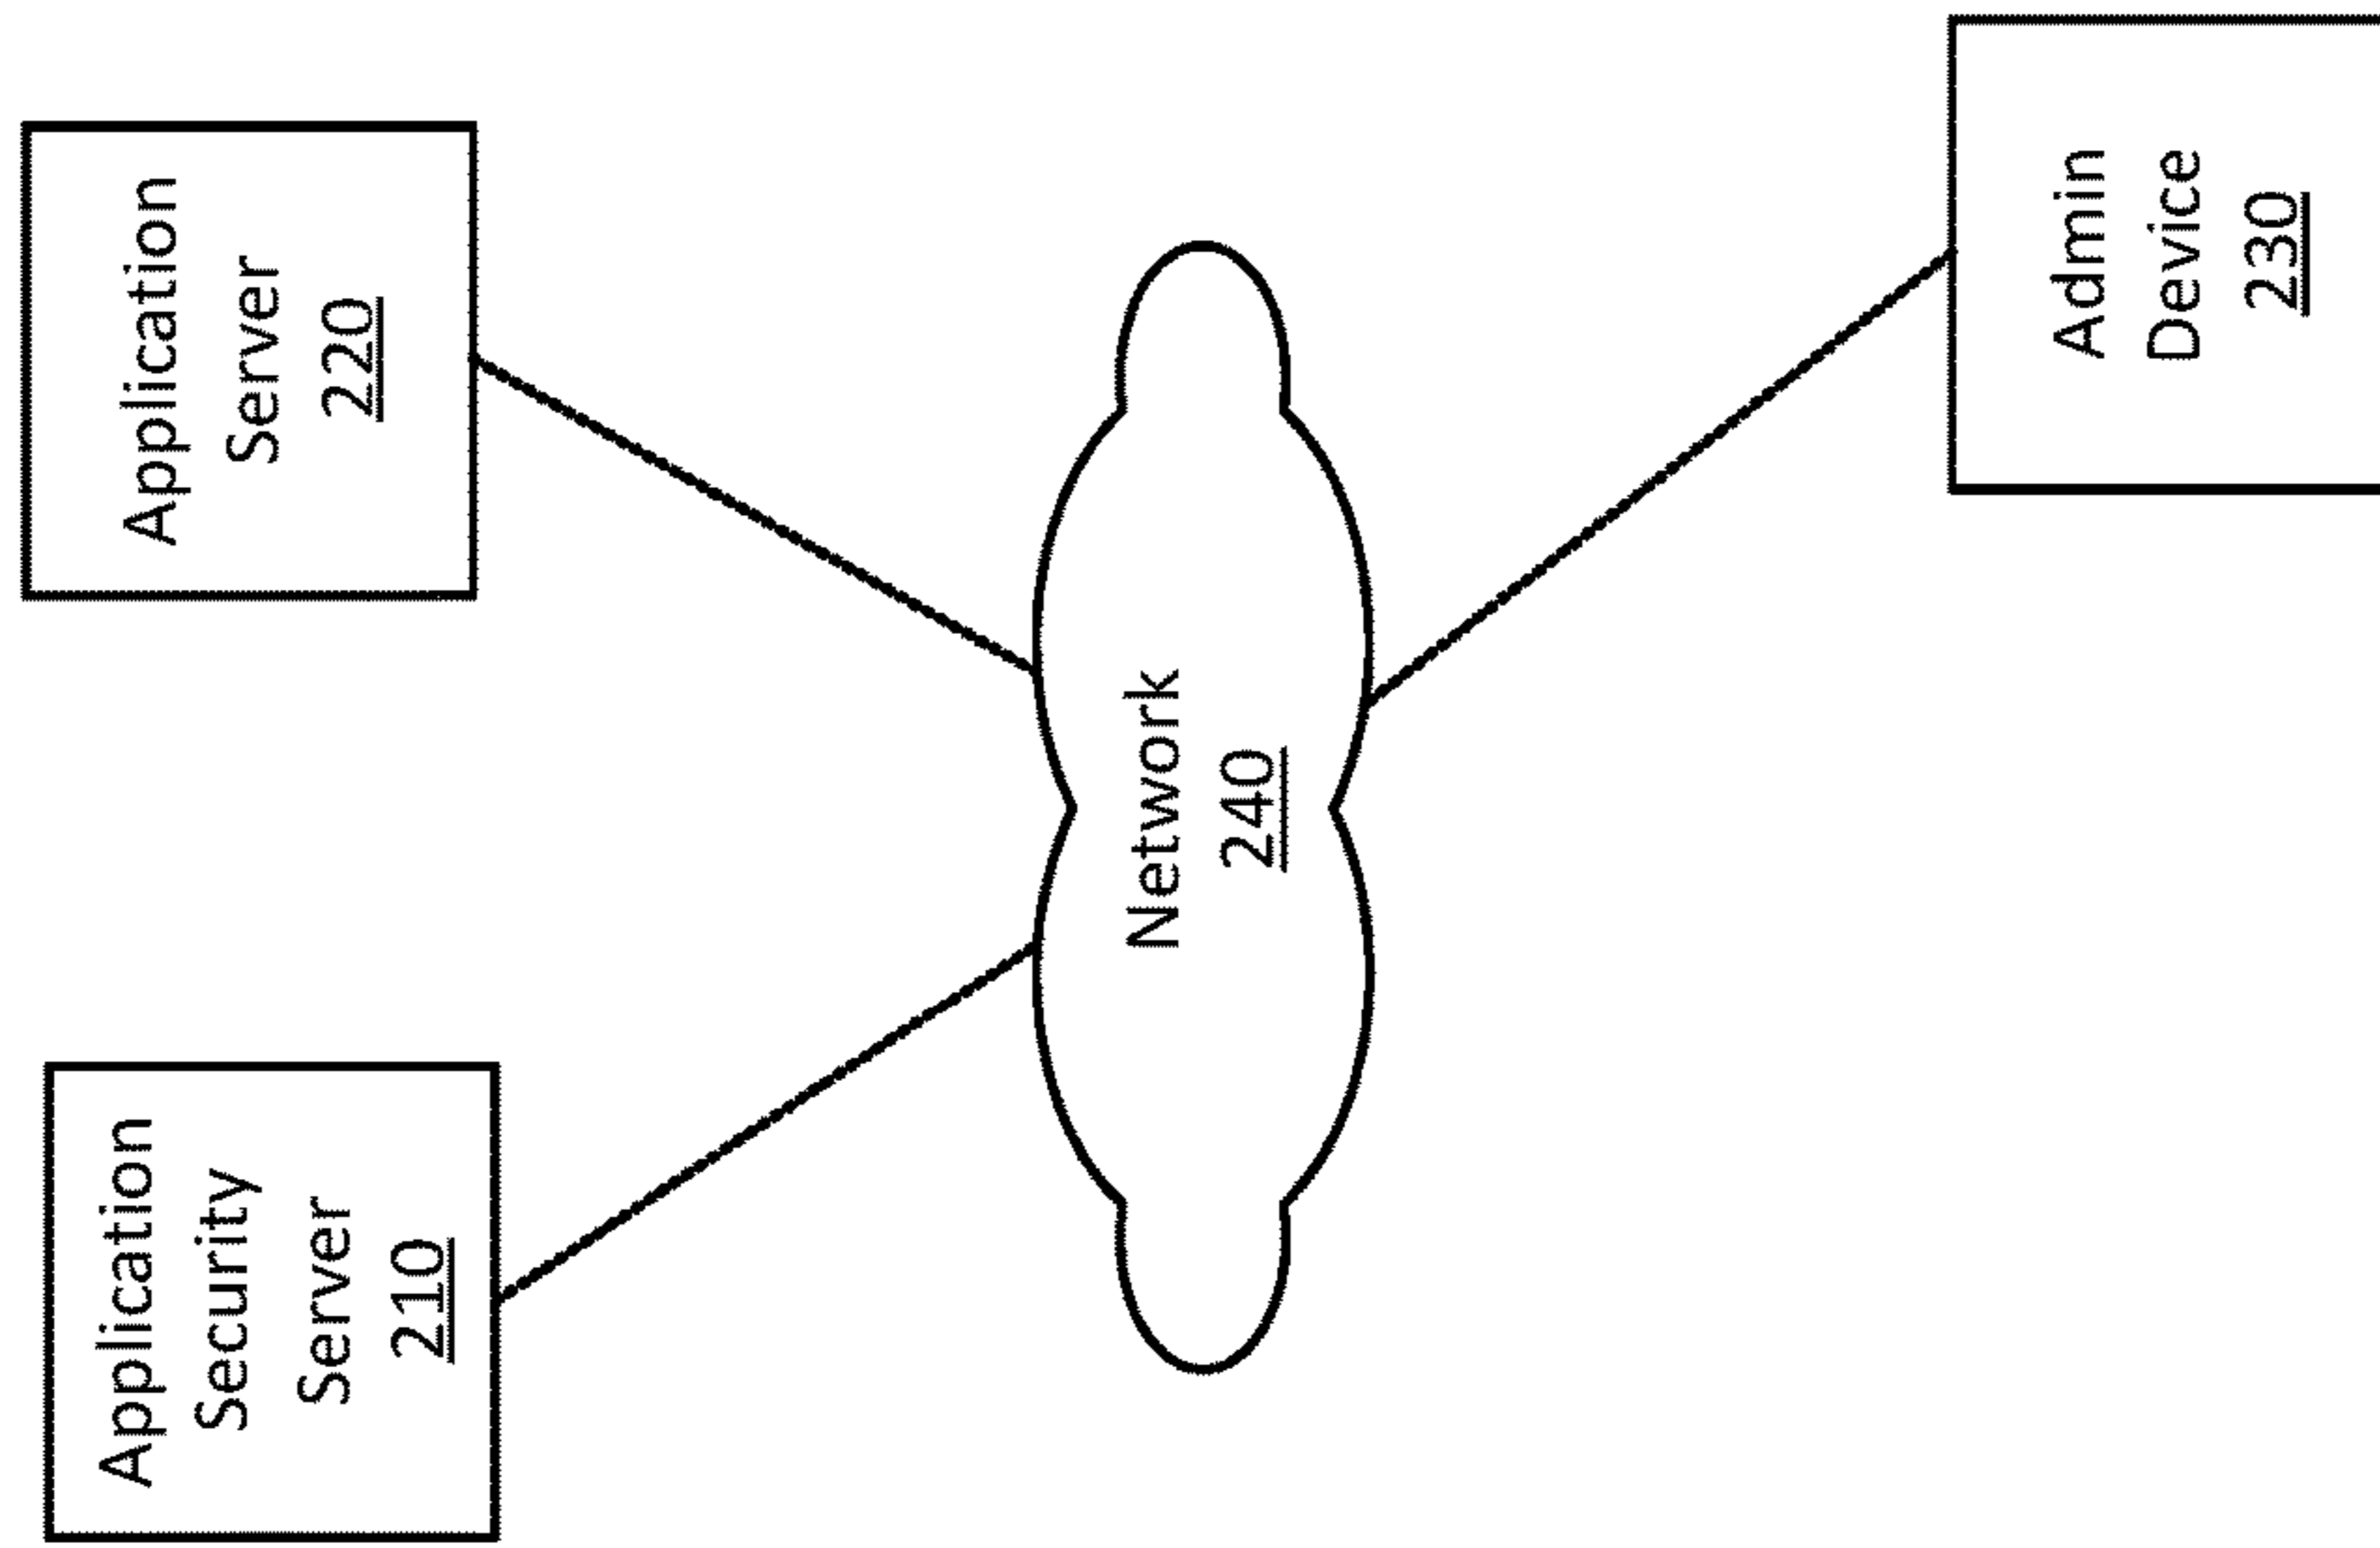 Application
Security
Server
210
Application
Server
220
Network
240
Admin
Device
230